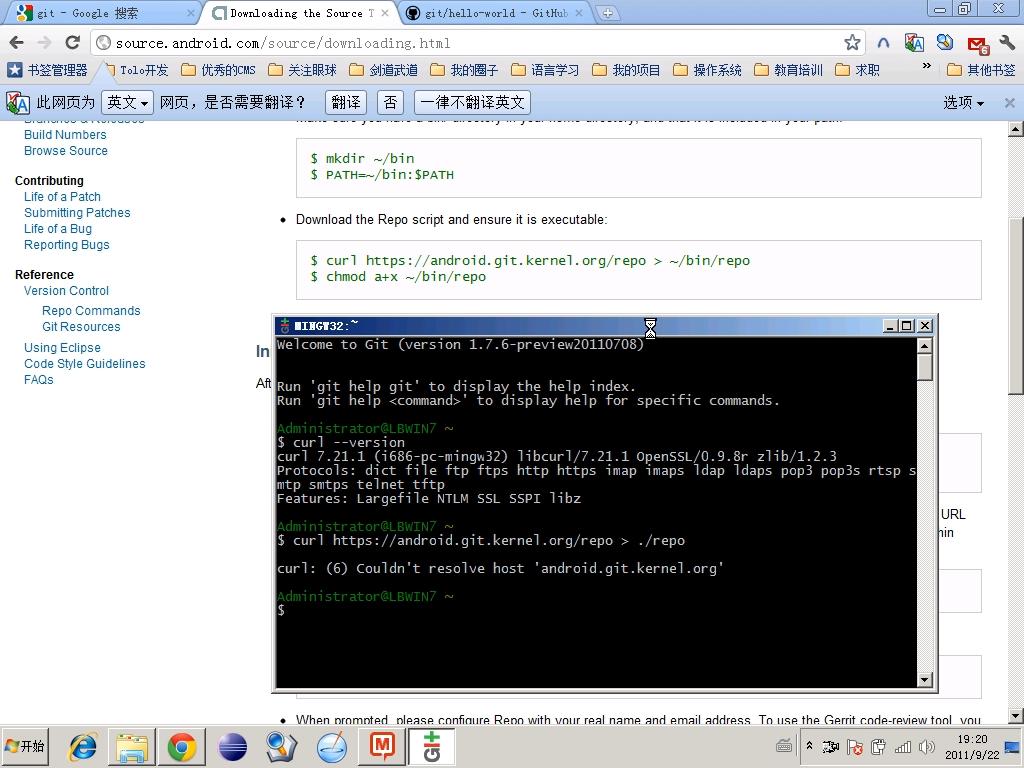 git - Google 搜索
Downloading the Source T
git/hello-world - GitHub
source.android.com/source/downloading.html
6
书签管理器 Tolo开发 优秀的CMS 关注眼球 剑道武道 我的圈子 语言学习 我的项目 操作系统 教育培训 求职 » 其他书签
此网页为 英文 网页，是否需要翻译？ 翻译 否 一律不翻译英文 选项
Build Numbers
Browse Source
Contributing
Life of a Patch
Submitting Patches
Life of a Bug
Reporting Bugs
Reference
Version Control
Repo Commands
Git Resources
Using Eclipse
Code Style Guidelines
FAQs
$ mkdir ~/bin
$ PATH=~/bin:$PATH
• Download the Repo script and ensure it is executable:
$ curl https://android.git.kernel.org/repo > ~/bin/repo
$ chmod a+x ~/bin/repo
In
Aft
URL
MINGW32:~
Welcome to Git (version 1.7.6-preview20110708)
Run 'git help git' to display the help index.
Run 'git help <command>' to display help for specific commands.
Administrator@LBWIN7 ~
$ curl --version
curl 7.21.1 (i686-pc-mingw32) libcurl/7.21.1 OpenSSL/0.9.8r zlib/1.2.3
Protocols: dict file ftp ftps http https imap imaps ldap ldaps pop3 pop3s rtsp s
mtp smtps telnet tftp
Features: Largefile NTLM SSL SSPI libz
Administrator@LBWIN7 ~
$ curl https://android.git.kernel.org/repo > ./repo
curl: (6) Couldn't resolve host 'android.git.kernel.org'
Administrator@LBWIN7 ~
$
• When prompted, please configure Repo with your real name and email address. To use the Gerrit code-review tool, you
开始
19:20
2011/9/22